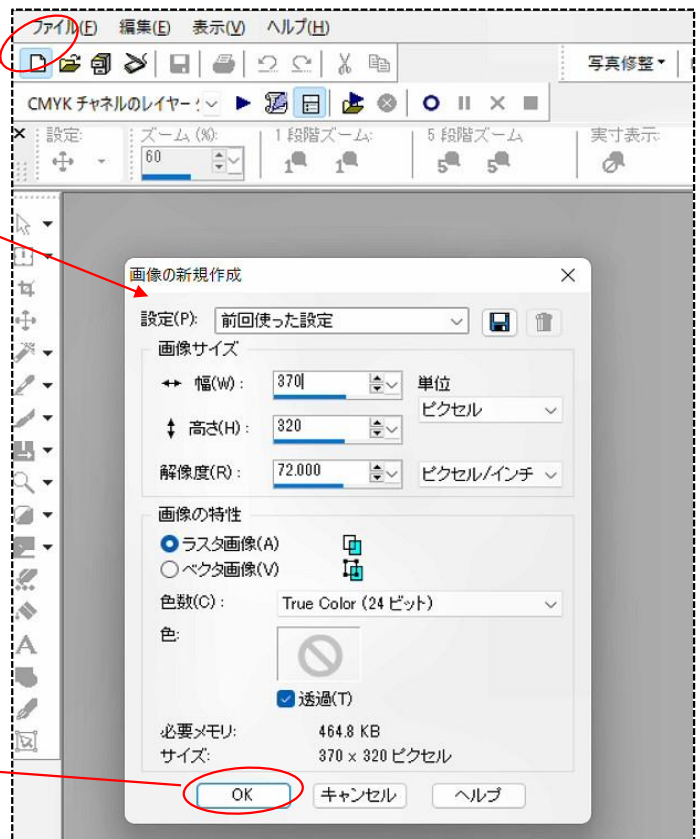 ファイル(F) 編集(E) 表示(V) ヘルプ(H)
写真修整
CMYK チャネルのレイヤー
設定: ズーム (%): 1 段階ズーム: 5 段階ズーム 実寸表示:
60 1 1 5 5
画像の新規作成
設定(P): 前回使った設定
画像サイズ
幅(W) : 370 単位
ピクセル
高さ(H) : 320
解像度(R) : 72.000 ピクセル/インチ
画像の特性
ラスタ画像(A)
ベクタ画像(V)
色数(C) : True Color (24 ビット)
色:
透過(T)
必要メモリ: 464.8 KB
サイズ: 370 x 320 ピクセル
OK キャンセル ヘルプ